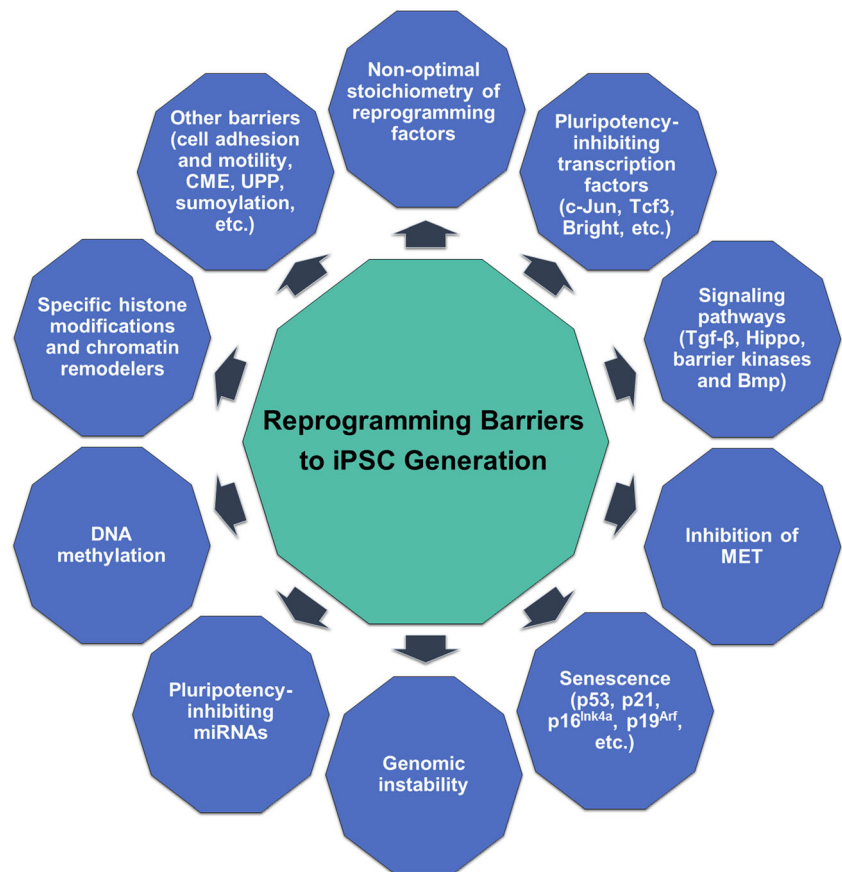 Non-optimal
stoichiometry of
reprogramming
factors
Pluripotency-
inhibiting
transcription
factors
(c-Jun, Tcf3,
Bright, etc.)
Signaling
pathways
(Tgf-β, Hippo,
barrier kinases
and Bmp)
Inhibition of
MET
Senescence
(p53, p21,
p16Ink4a, p19Arf,
etc.)
Genomic
instability
Pluripotency-
inhibiting
miRNAs
DNA
methylation
Specific histone
modifications
and chromatin
remodelers
Other barriers
(cell adhesion
and motility,
CME, UPP,
sumoylation,
etc.)
Reprogramming Barriers
to iPSC Generation